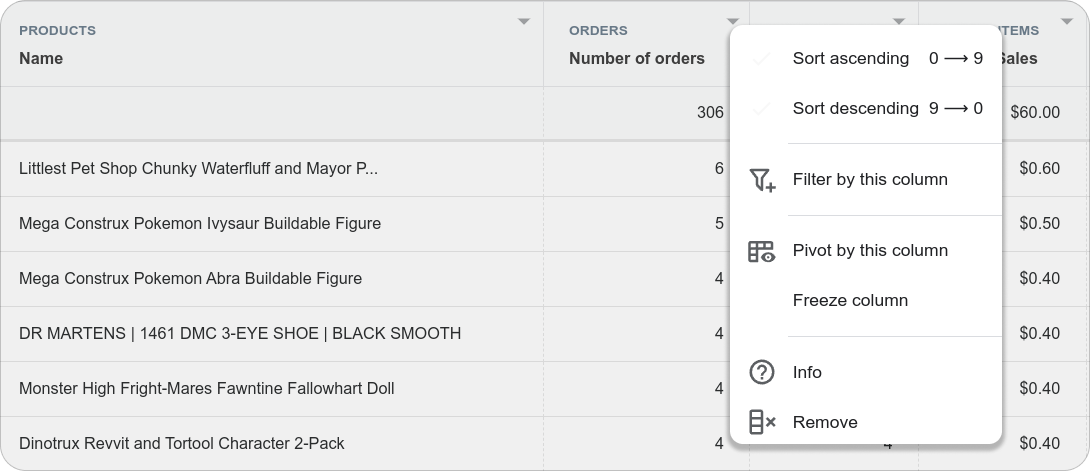 PRODUCTS
Name
ORDERS
Number of orders
ITEMS
Sales
306
$60.00
Littlest Pet Shop Chunky Waterfluff and Mayor P...
6
$0.60
Mega Construx Pokemon Ivysaur Buildable Figure
5
$0.50
Mega Construx Pokemon Abra Buildable Figure
4
$0.40
DR MARTENS | 1461 DMC 3-EYE SHOE | BLACK SMOOTH
4
$0.40
Monster High Fright-Mares Fawntine Fallowhart Doll
4
$0.40
Dinotrux Revvit and Tortool Character 2-Pack
4
4
$0.40
Sort ascending 0 ⟶ 9
Sort descending 9 ⟶ 0
Filter by this column
Pivot by this column
Freeze column
Info
Remove